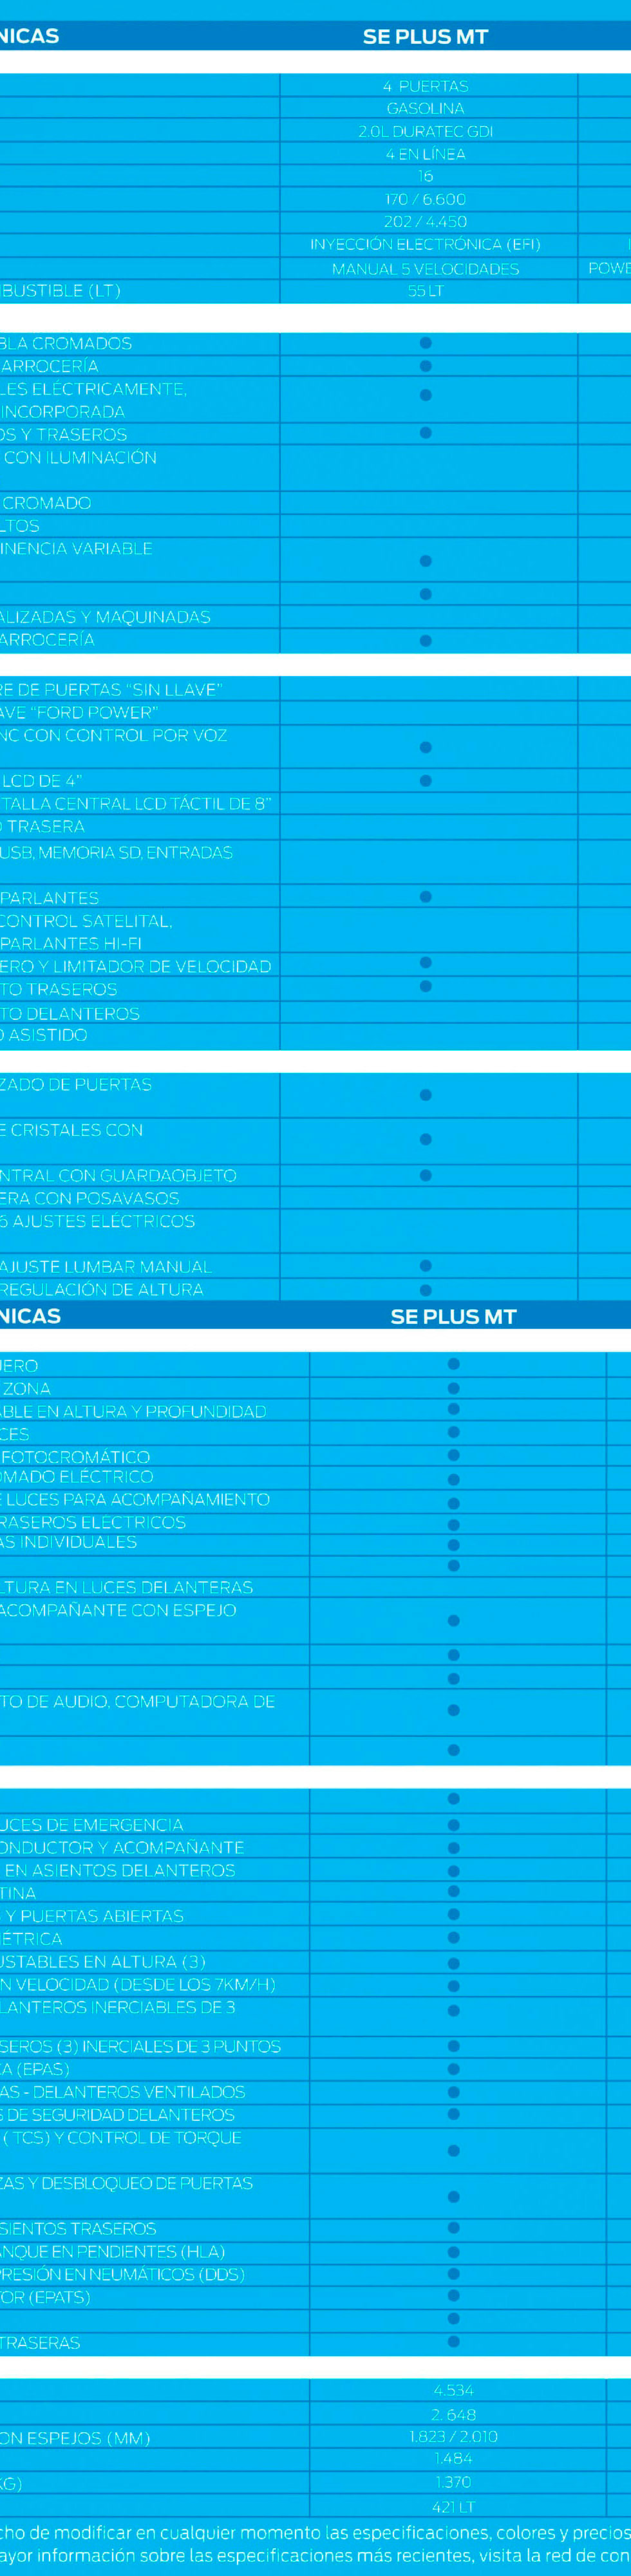 NICAS SE PLUS MT
4 PUERTAS
GASOLINA
2.0L DURATEC GDI
4 EN LÍNEA
16
170 / 6.600
202 / 4.450
INYECCIÓN ELECTRÓNICA (EFI)
MANUAL 5 VELOCIDADES POWE
BUSTIBLE (LT) 55 LT
BLA CROMADOS
ARROCERÍA
LES ELÉCTRICAMENTE,
INCORPORADA
OS Y TRASEROS
CON ILUMINACIÓN
CROMADO
LTOS
INENCIA VARIABLE
ALIZADAS Y MAQUINADAS
ARROCERÍA
RE DE PUERTAS "SIN LLAVE"
AVE "FORD POWER"
NC CON CONTROL POR VOZ
LCD DE 4"
TALLA CENTRAL LCD TÁCTIL DE 8"
O TRASERA
USB, MEMORIA SD, ENTRADAS
PARLANTES
CONTROL SATELITAL,
PARLANTES HI-FI
ERO Y LIMITADOR DE VELOCIDAD
TO TRASEROS
TO DELANTEROS
O ASISTIDO
ZADO DE PUERTAS
E CRISTALES CON
NTRAL CON GUARDAOBJETO
ERA CON POSAVASOS
6 AJUSTES ELÉCTRICOS
AJUSTE LUMBAR MANUAL
REGULACIÓN DE ALTURA
NICAS SE PLUS MT
UERO
ZONA
ABLE EN ALTURA Y PROFUNDIDAD
CES
FOTOCROMÁTICO
OMADO ELÉCTRICO
E LUCES PARA ACOMPAÑAMIENTO
RASEROS ELÉCTRICOS
AS INDIVIDUALES
LTURA EN LUCES DELANTERAS
ACOMPAÑANTE CON ESPEJO
TO DE AUDIO, COMPUTADORA DE
UCES DE EMERGENCIA
ONDUCTOR Y ACOMPAÑANTE
EN ASIENTOS DELANTEROS
TINA
S Y PUERTAS ABIERTAS
MÉTRICA
USTABLES EN ALTURA (3)
N VELOCIDAD (DESDE LOS 7KM/H)
LANTEROS INERCIABLES DE 3
SEROS (3) INERCIALES DE 3 PUNTOS
CA (EPAS)
AS - DELANTEROS VENTILADOS
S DE SEGURIDAD DELANTEROS
( TCS) Y CONTROL DE TORQUE
ZAS Y DESBLOQUEO DE PUERTAS
SIENTOS TRASEROS
ANQUE EN PENDIENTES (HLA)
PRESIÓN EN NEUMÁTICOS (DDS)
OR (EPATS)
TRASERAS
4.534
2. 648
ON ESPEJOS (MM) 1.823 / 2.010
1.484
KG) 1.370
421 LT
cho de modificar en cualquier momento las especificaciones, colores y precios
ayor información sobre las especificaciones más recientes, visita la red de con